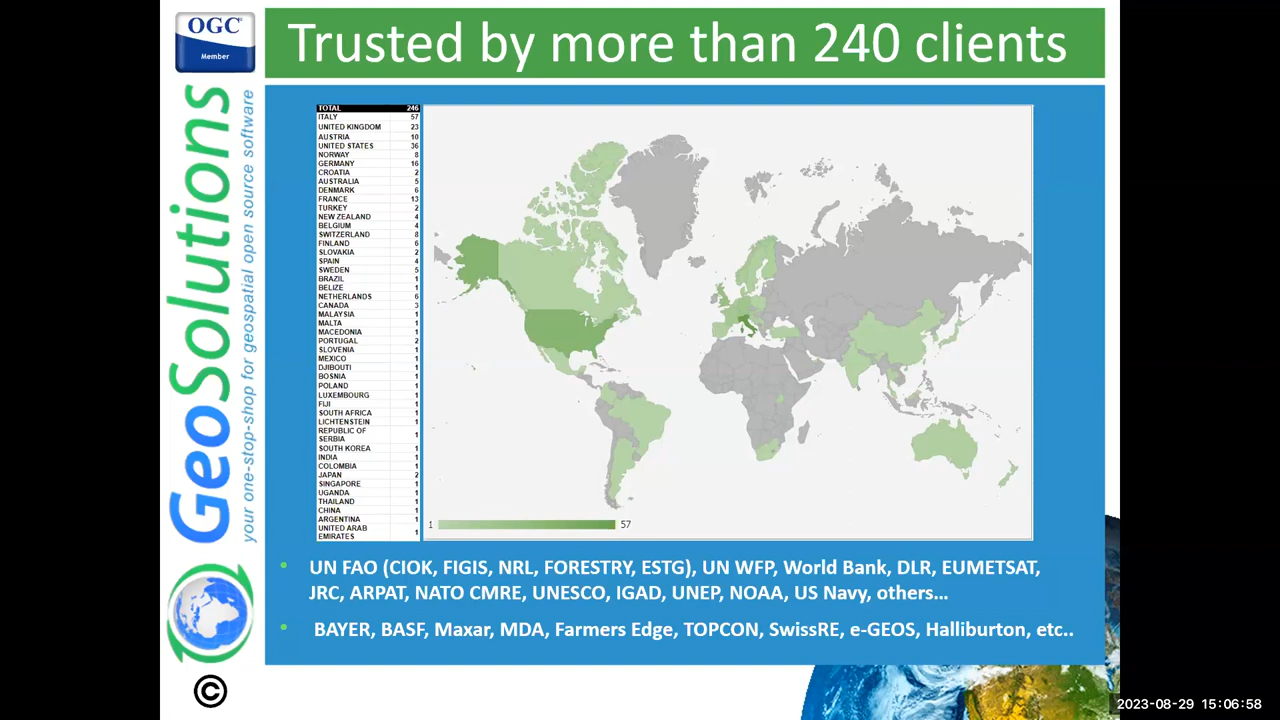 OGC®
Member
Trusted by more than 240 clients
GeoSolutions
your one-stop-shop for geospatial open source software
TOTAL 246
ITALY 57
UNITED KINGDOM 23
AUSTRIA 10
UNITED STATES 36
NORWAY 8
GERMANY 16
CROATIA 2
AUSTRALIA 5
DENMARK 6
FRANCE 13
TURKEY 2
NEW ZEALAND 4
BELGIUM 4
SWITZERLAND 8
FINLAND 6
SLOVAKIA 2
SPAIN 4
SWEDEN 5
BRAZIL 1
BELIZE 1
NETHERLANDS 6
CANADA 3
MALAYSIA 1
MALTA 1
MACEDONIA 1
PORTUGAL 2
SLOVENIA 1
MEXICO 1
DJIBOUTI 1
BOSNIA 1
POLAND 1
LUXEMBOURG 1
FIJI 1
SOUTH AFRICA 1
LICHTENSTEIN 1
REPUBLIC OF
SERBIA 1
SOUTH KOREA 1
INDIA 1
COLOMBIA 1
JAPAN 2
SINGAPORE 1
UGANDA 1
THAILAND 1
CHINA 1
ARGENTINA 1
UNITED ARAB
EMIRATES 1
1 57
• UN FAO (CIOK, FIGIS, NRL, FORESTRY, ESTG), UN WFP, World Bank, DLR, EUMETSAT,
JRC, ARPAT, NATO CMRE, UNESCO, IGAD, UNEP, NOAA, US Navy, others…
• BAYER, BASF, Maxar, MDA, Farmers Edge, TOPCON, SwissRE, e-GEOS, Halliburton, etc..
©
2023-08-29 15:06:58